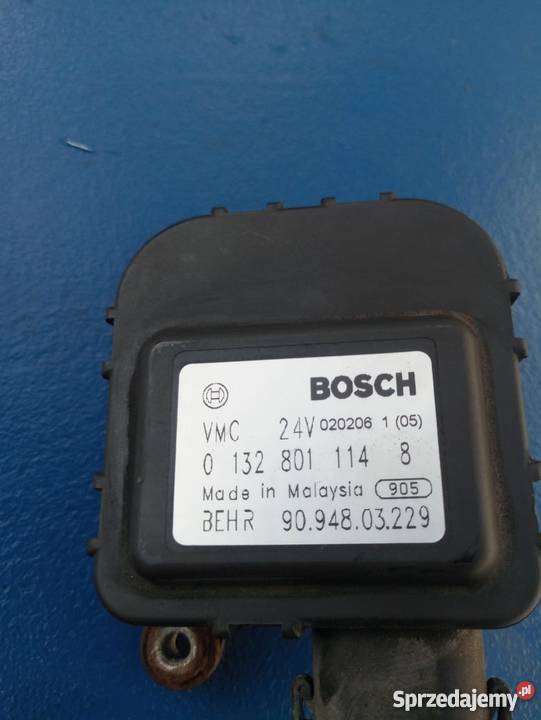 BOSCH
VMC 24V 020206 1 (05)
0 132 801 114 8
Made in Malaysia 905
BEHR 90.948.03.229
Sprzedajemy.pl